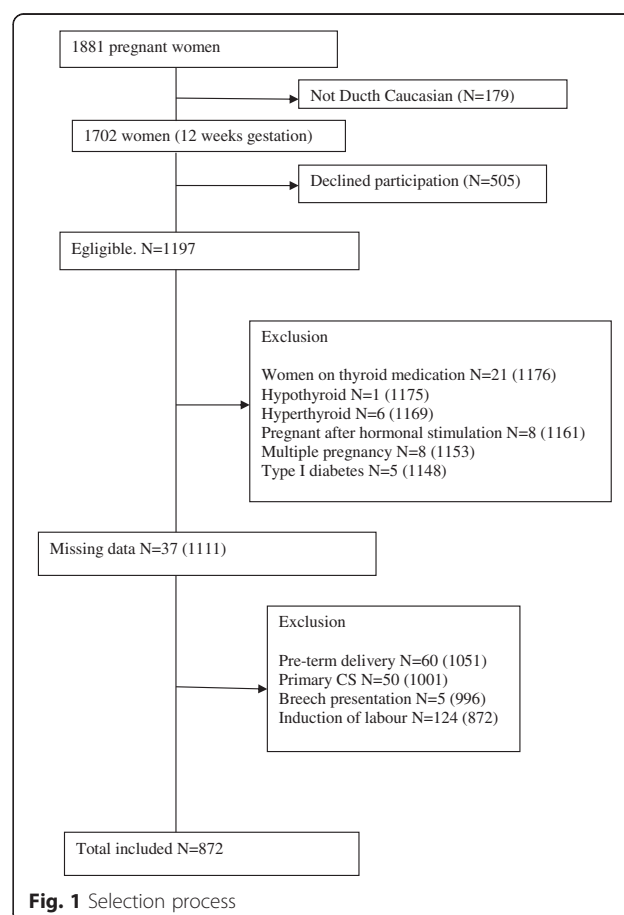 1881 pregnant women
Not Ducth Caucasian (N=179)
1702 women (12 weeks gestation)
Declined participation (N=505)
Egligible. N=1197
Exclusion
Women on thyroid medication N=21 (1176)
Hypothyroid N=1 (1175)
Hyperthyroid N=6 (1169)
Pregnant after hormonal stimulation N=8 (1161)
Multiple pregnancy N=8 (1153)
Type I diabetes N=5 (1148)
Missing data N=37 (1111)
Exclusion
Pre-term delivery N=60 (1051)
Primary CS N=50 (1001)
Breech presentation N=5 (996)
Induction of labour N=124 (872)
Total included N=872
Fig. 1 Selection process